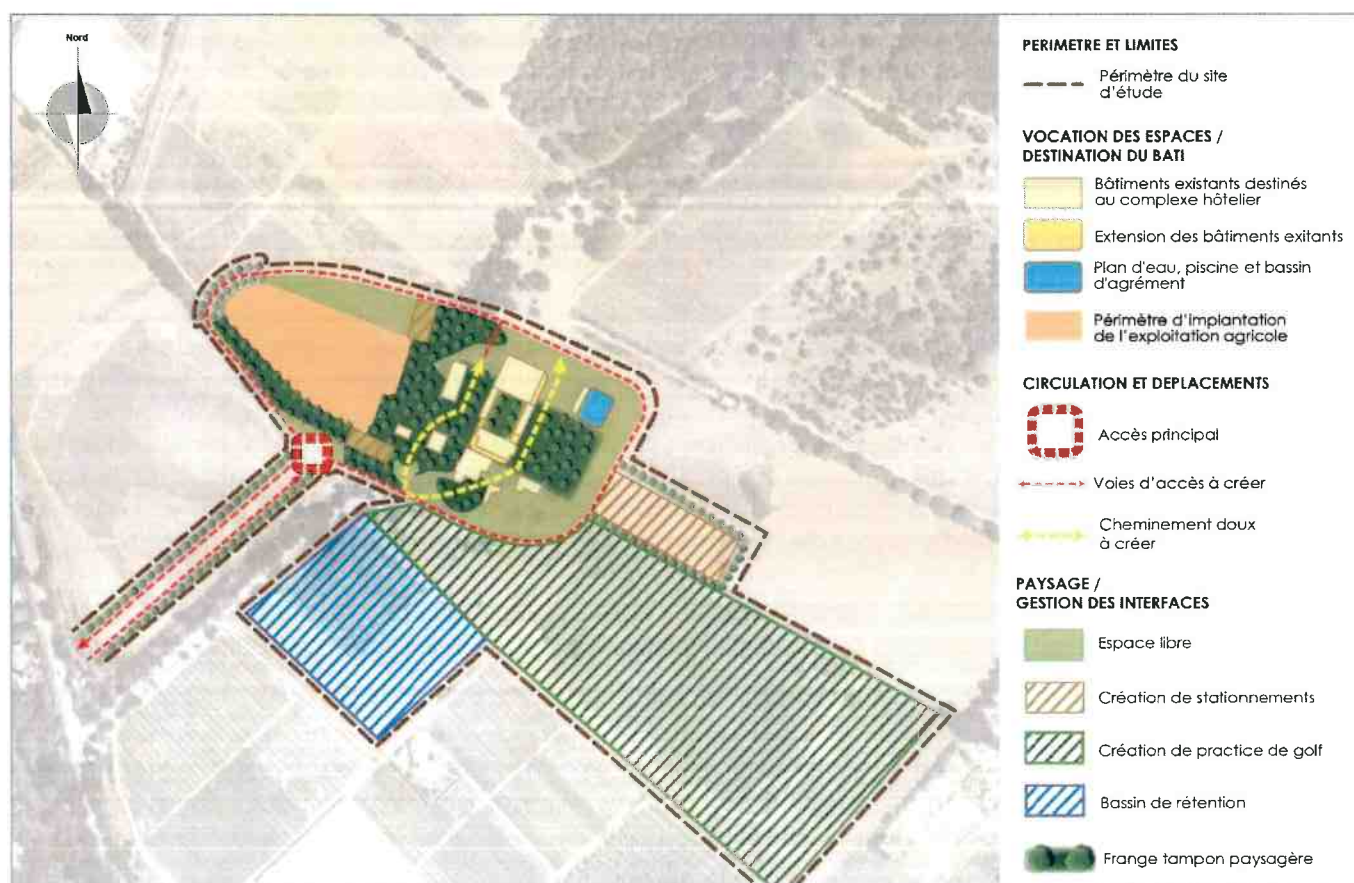 Nord
PERIMETRE ET LIMITES
Périmètre du site
d'étude
VOCATION DES ESPACES /
DESTINATION DU BATI
Bâtiments existants destinés
au complexe hôtelier
Extension des bâtiments exitants
Plan d'eau, piscine et bassin
d'agrément
Périmètre d'implantation
de l'exploitation agricole
CIRCULATION ET DEPLACEMENTS
Accès principal
Voies d'accès à créer
Cheminement doux
à créer
PAYSAGE /
GESTION DES INTERFACES
Espace libre
Création de stationnements
Création de practice de golf
Bassin de rétention
Frange tampon paysagère